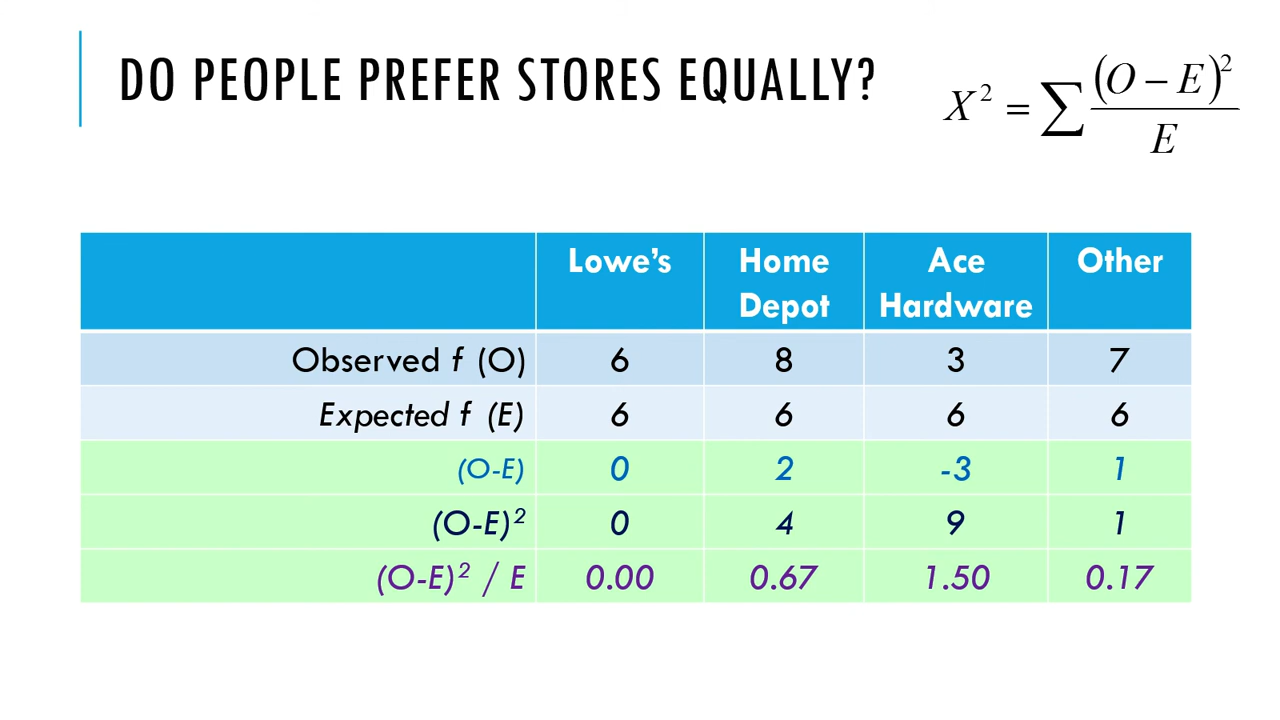 DO PEOPLE PREFER STORES EQUALLY?
X² = ∑ (O − E)² / E
Lowe's Home Depot Ace Hardware Other
Observed f (O) 6 8 3 7
Expected f (E) 6 6 6 6
(O-E) 0 2 -3 1
(O-E)² 0 4 9 1
(O-E)² / E 0.00 0.67 1.50 0.17